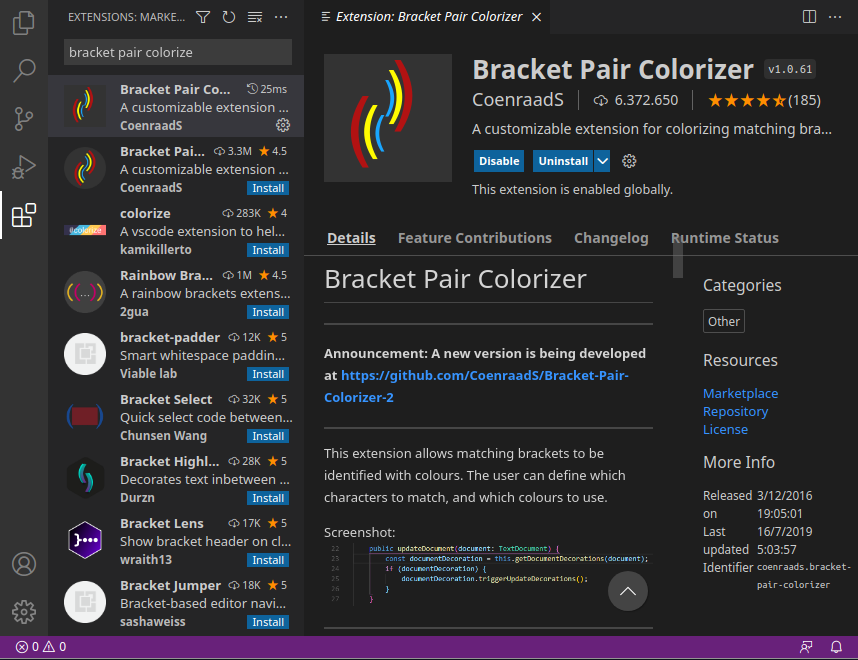 EXTENSIONS: MARKE...
bracket pair colorize
Bracket Pair Co... 25ms
A customizable extension ...
CoenraadS
Bracket Pai... 3.3M ★ 4.5
A customizable extension ...
CoenraadS Install
colorize 283K ★ 4
A vscode extension to hel...
kamikillerto Install
Rainbow Bra... 1M ★ 4.5
A rainbow brackets extens...
2gua Install
bracket-padder 12K ★ 5
Smart whitespace paddin...
Viable lab Install
Bracket Select 32K ★ 5
Quick select code between...
Chunsen Wang Install
Bracket Highl... 28K ★ 5
Decorates text inbetween ...
Durzn Install
Bracket Lens 17K ★ 5
Show bracket header on cl...
wraith13 Install
Bracket Jumper 18K ★ 5
Bracket-based editor navi...
sashaweiss Install
Extension: Bracket Pair Colorizer
Bracket Pair Colorizer v1.0.61
CoenraadS 6.372.650 (185)
A customizable extension for colorizing matching bra...
Disable Uninstall
This extension is enabled globally.
Details Feature Contributions Changelog Runtime Status
Bracket Pair Colorizer
Announcement: A new version is being developed
at https://github.com/CoenraadS/Bracket-Pair-
Colorizer-2
This extension allows matching brackets to be
identified with colours. The user can define which
characters to match, and which colours to use.
Screenshot:
22 public updateDocument(document: TextDocument) {
23 const documentDecoration = this.getDocumentDecorations(document);
24 if (documentDecoration) {
25 documentDecoration.triggerUpdateDecorations();
26 }
27 }
Categories
Other
Resources
Marketplace
Repository
License
More Info
Released 3/12/2016
on 19:05:01
Last 16/7/2019
updated 5:03:57
Identifier coenraads.bracket-
pair-colorizer
0 0